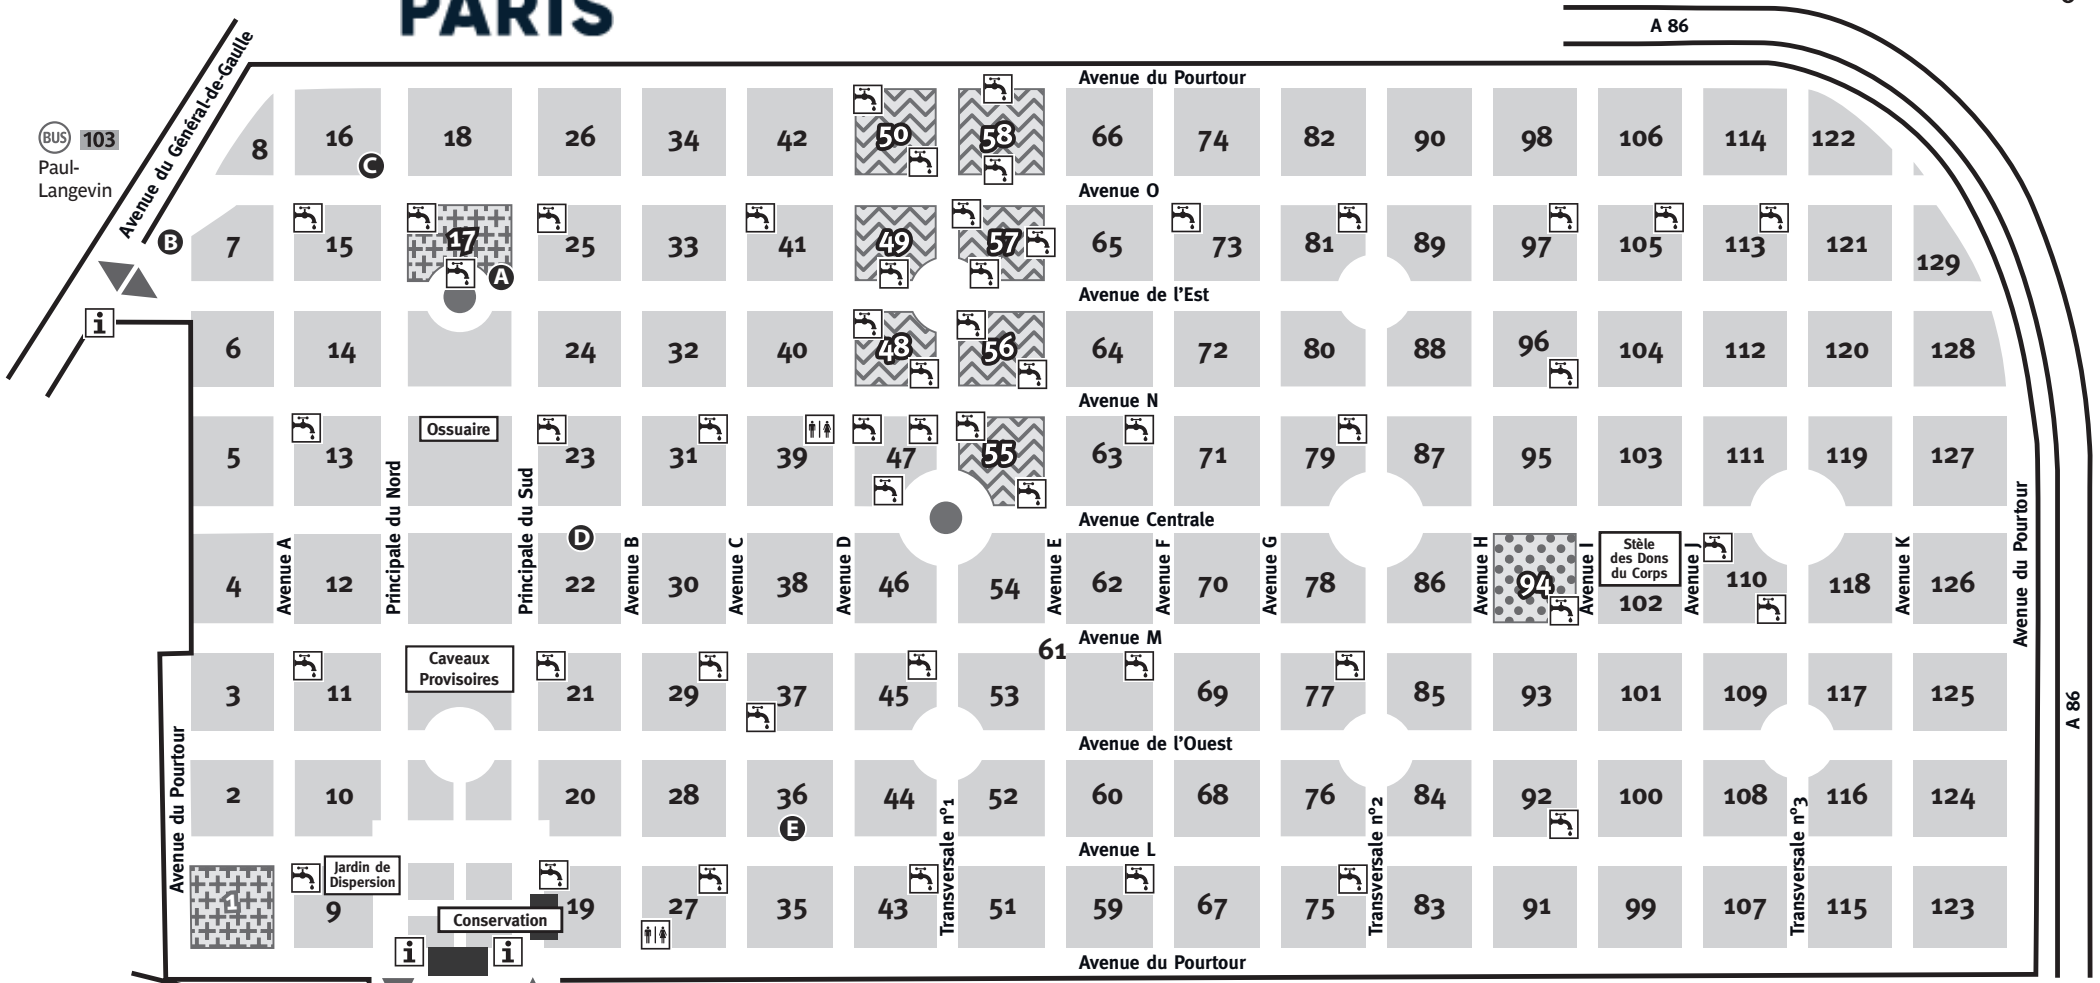 PARIS
A 86
Avenue du Général-de-Gaulle
Avenue du Pourtour
BUS 103
Paul-
Langevin
8 16 18 26 34 42 50 58 66 74 82 90 98 106 114 122
C
Avenue O
B
7 15 17 25 33 41 49 57 65 73 81 89 97 105 113 121 129
A
Avenue de l'Est
i
6 14 24 32 40 48 56 64 72 80 88 96 104 112 120 128
Avenue N
Ossuaire
5 13 23 31 39 47 55 63 71 79 87 95 103 111 119 127
Principale du Nord
Principale du Sud
Avenue du Pourtour
Avenue Centrale
D
Avenue A
Avenue B
Avenue C
Avenue D
Avenue E
Avenue F
Avenue G
Avenue H
Avenue I
Stèle
des Dons
du Corps
Avenue J
Avenue K
4 12 22 30 38 46 54 62 70 78 86 94 102 110 118 126
Avenue M
61
Caveaux
Provisoires
3 11 21 29 37 45 53 69 77 85 93 101 109 117 125
A 86
Avenue du Pourtour
Avenue de l'Ouest
2 10 20 28 36 44 52 60 68 76 84 92 100 108 116 124
E
Transversale n°1
Transversale n°2
Transversale n°3
Avenue L
Jardin de
Dispersion
1 9 19 27 35 43 51 59 67 75 83 91 99 107 115 123
Conservation
i i
Avenue du Pourtour